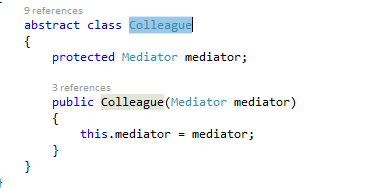 9 references
abstract class Colleague
{
protected Mediator mediator;
3 references
public Colleague(Mediator mediator)
{
this.mediator = mediator;
}
}
}